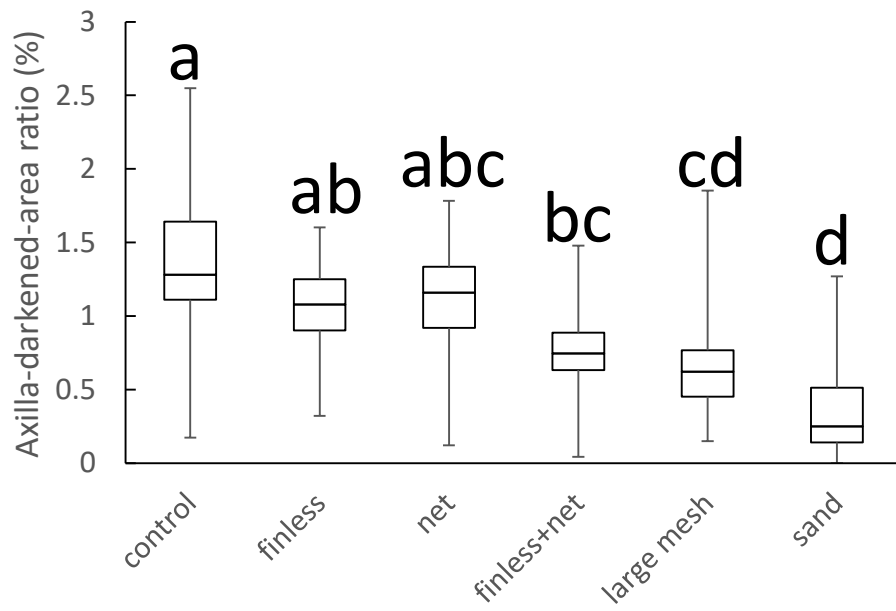 Axilla-darkened-area ratio (%)
3
2.5
2
1.5
1
0.5
0
a
ab
abc
bc
cd
d
control
finless
net
finless+net
large mesh
sand